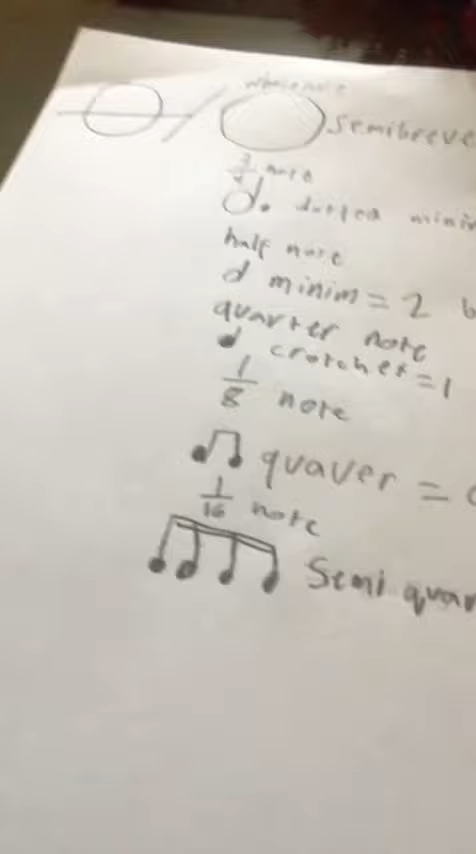 whole note
semibreve
3/4 note
dotted minim
half note
minim = 2 b
quarter note
crotchet = 1
1/8 note
quaver =
1/16 note
Semi quav